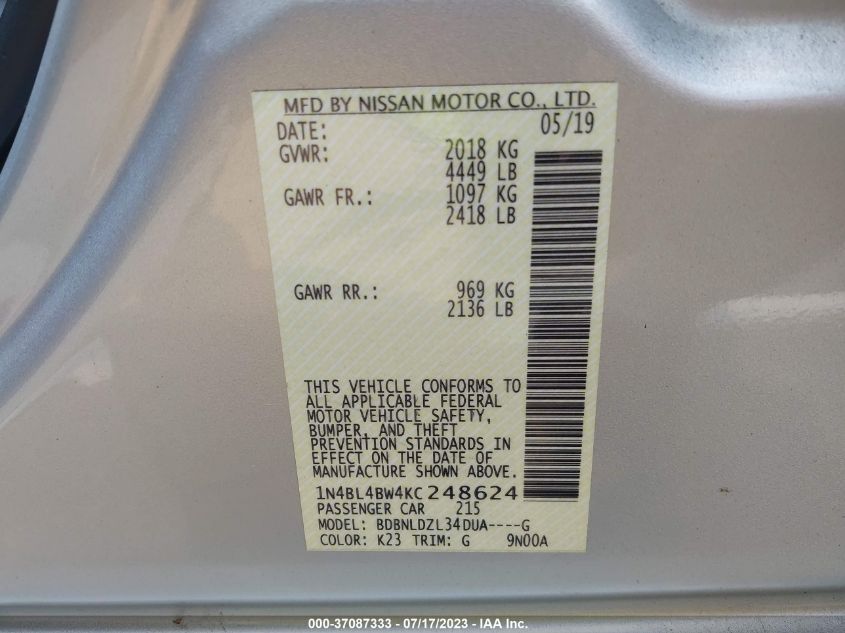 MFD BY NISSAN MOTOR CO., LTD.
DATE: 05/19
GVWR: 2018 KG
4449 LB
GAWR FR.: 1097 KG
2418 LB
GAWR RR.: 969 KG
2136 LB
THIS VEHICLE CONFORMS TO
ALL APPLICABLE FEDERAL
MOTOR VEHICLE SAFETY,
BUMPER, AND THEFT
PREVENTION STANDARDS IN
EFFECT ON THE DATE OF
MANUFACTURE SHOWN ABOVE.
1N4BL4BW4KC248624
PASSENGER CAR 215
MODEL: BDBNLDZL34DUA----G
COLOR: K23 TRIM: G 9N00A
000-37087333 - 07/17/2023 - IAA Inc.